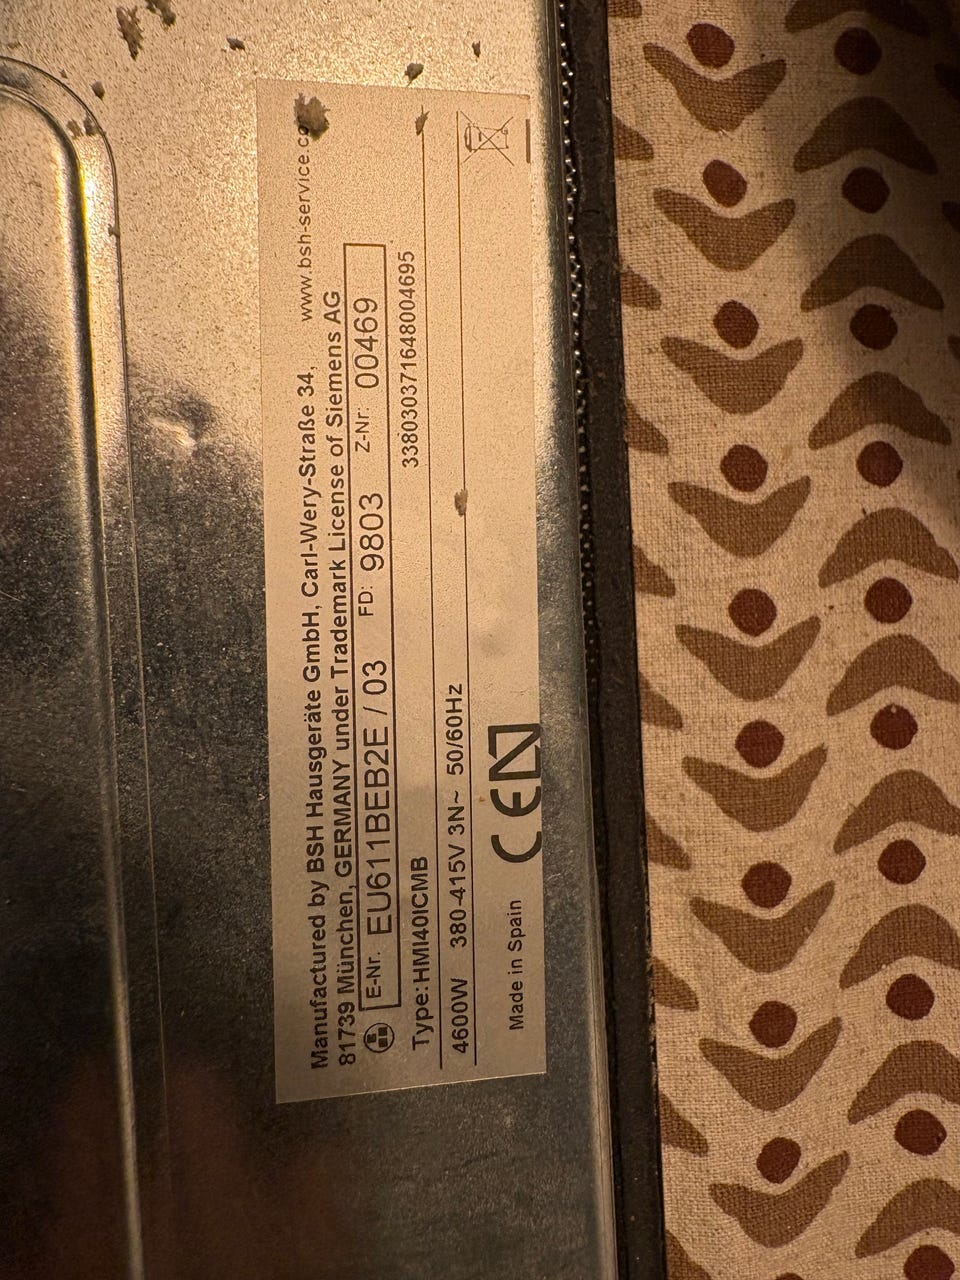 Manufactured by BSH Hausgeräte GmbH, Carl-Wery-Straße 34, www.bsh-service.co
81739 München, GERMANY under Trademark License of Siemens AG
E-Nr. EU611BEB2E / 03 FD: 9803 Z-Nr: 00469
Type: HMI40ICMB 338030371648004695
4600W 380-415V 3N~ 50/60Hz
Made in Spain CE